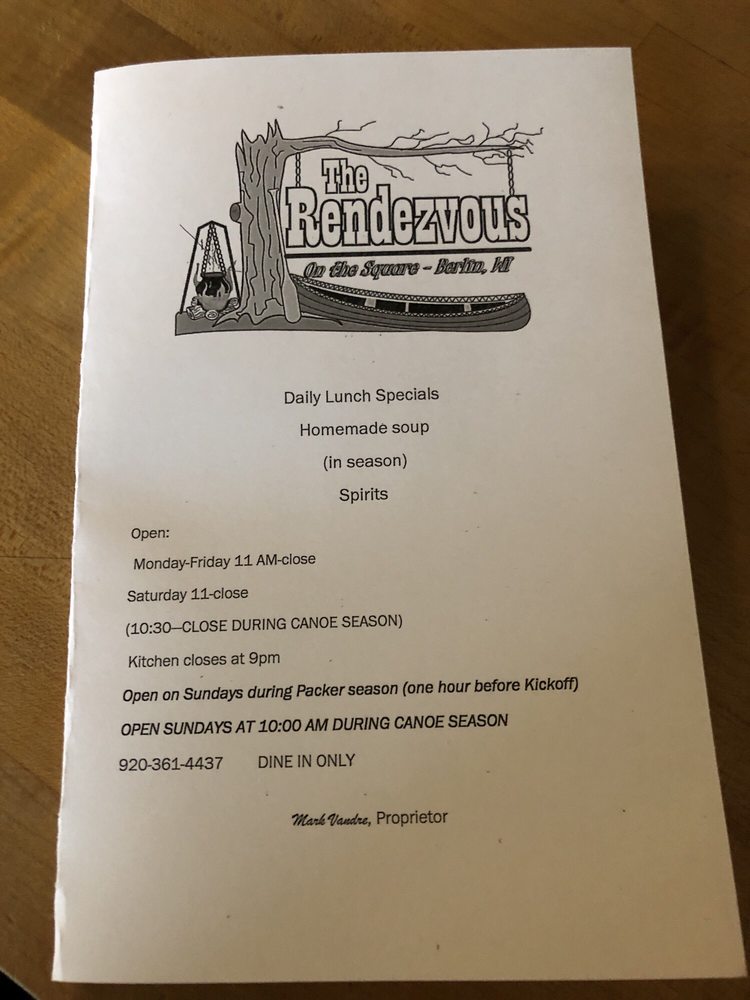 The
Rendezvous
On the Square - Berlin, WI
Daily Lunch Specials
Homemade soup
(in season)
Spirits
Open:
Monday-Friday 11 AM-close
Saturday 11-close
(10:30—CLOSE DURING CANOE SEASON)
Kitchen closes at 9pm
Open on Sundays during Packer season (one hour before Kickoff)
OPEN SUNDAYS AT 10:00 AM DURING CANOE SEASON
920-361-4437 DINE IN ONLY
Mark Vandre, Proprietor